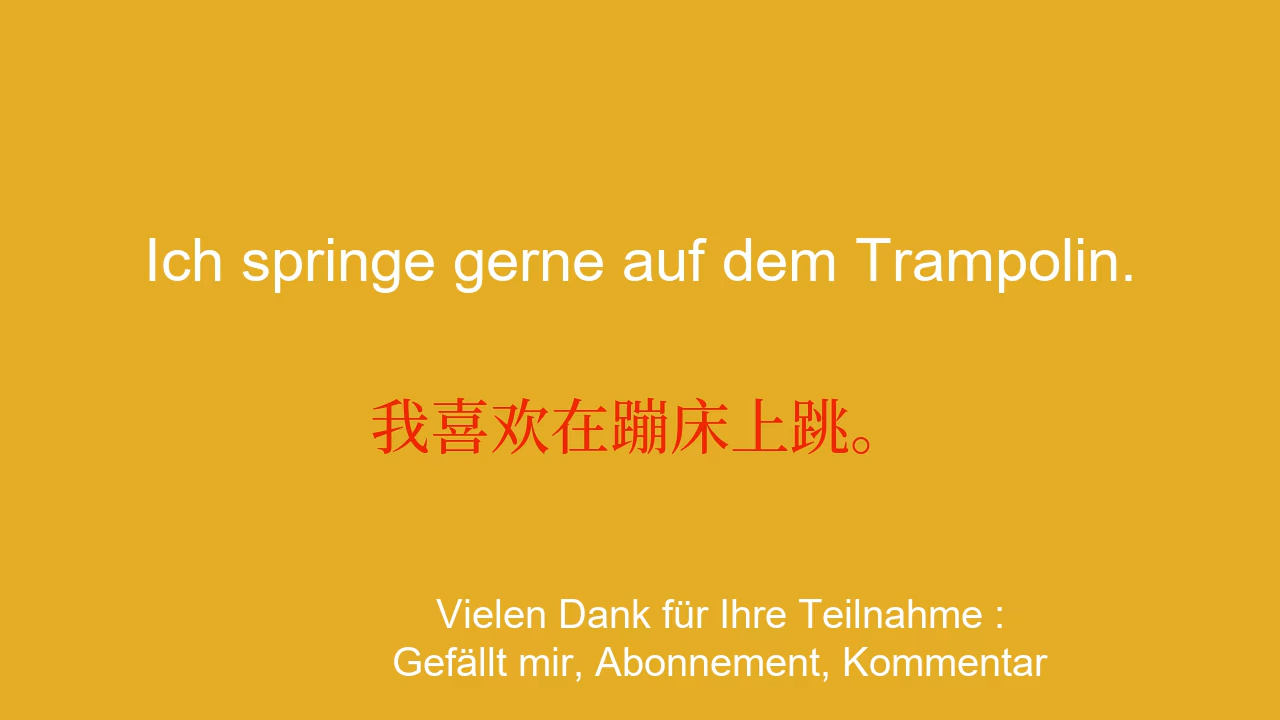 Ich springe gerne auf dem Trampolin.
我喜欢在蹦床上跳。
Vielen Dank für Ihre Teilnahme :
Gefällt mir, Abonnement, Kommentar